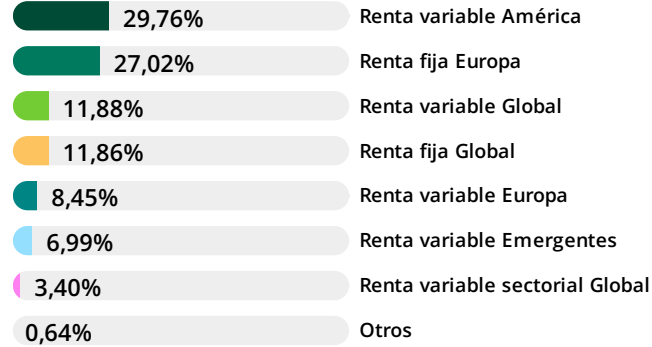 29,76% Renta variable América
27,02% Renta fija Europa
11,88% Renta variable Global
11,86% Renta fija Global
8,45% Renta variable Europa
6,99% Renta variable Emergentes
3,40% Renta variable sectorial Global
0,64% Otros